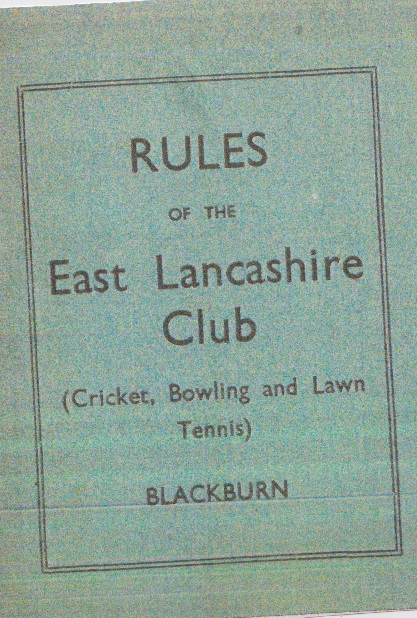 RULES
OF THE
East Lancashire
Club
(Cricket, Bowling and Lawn
Tennis)
BLACKBURN